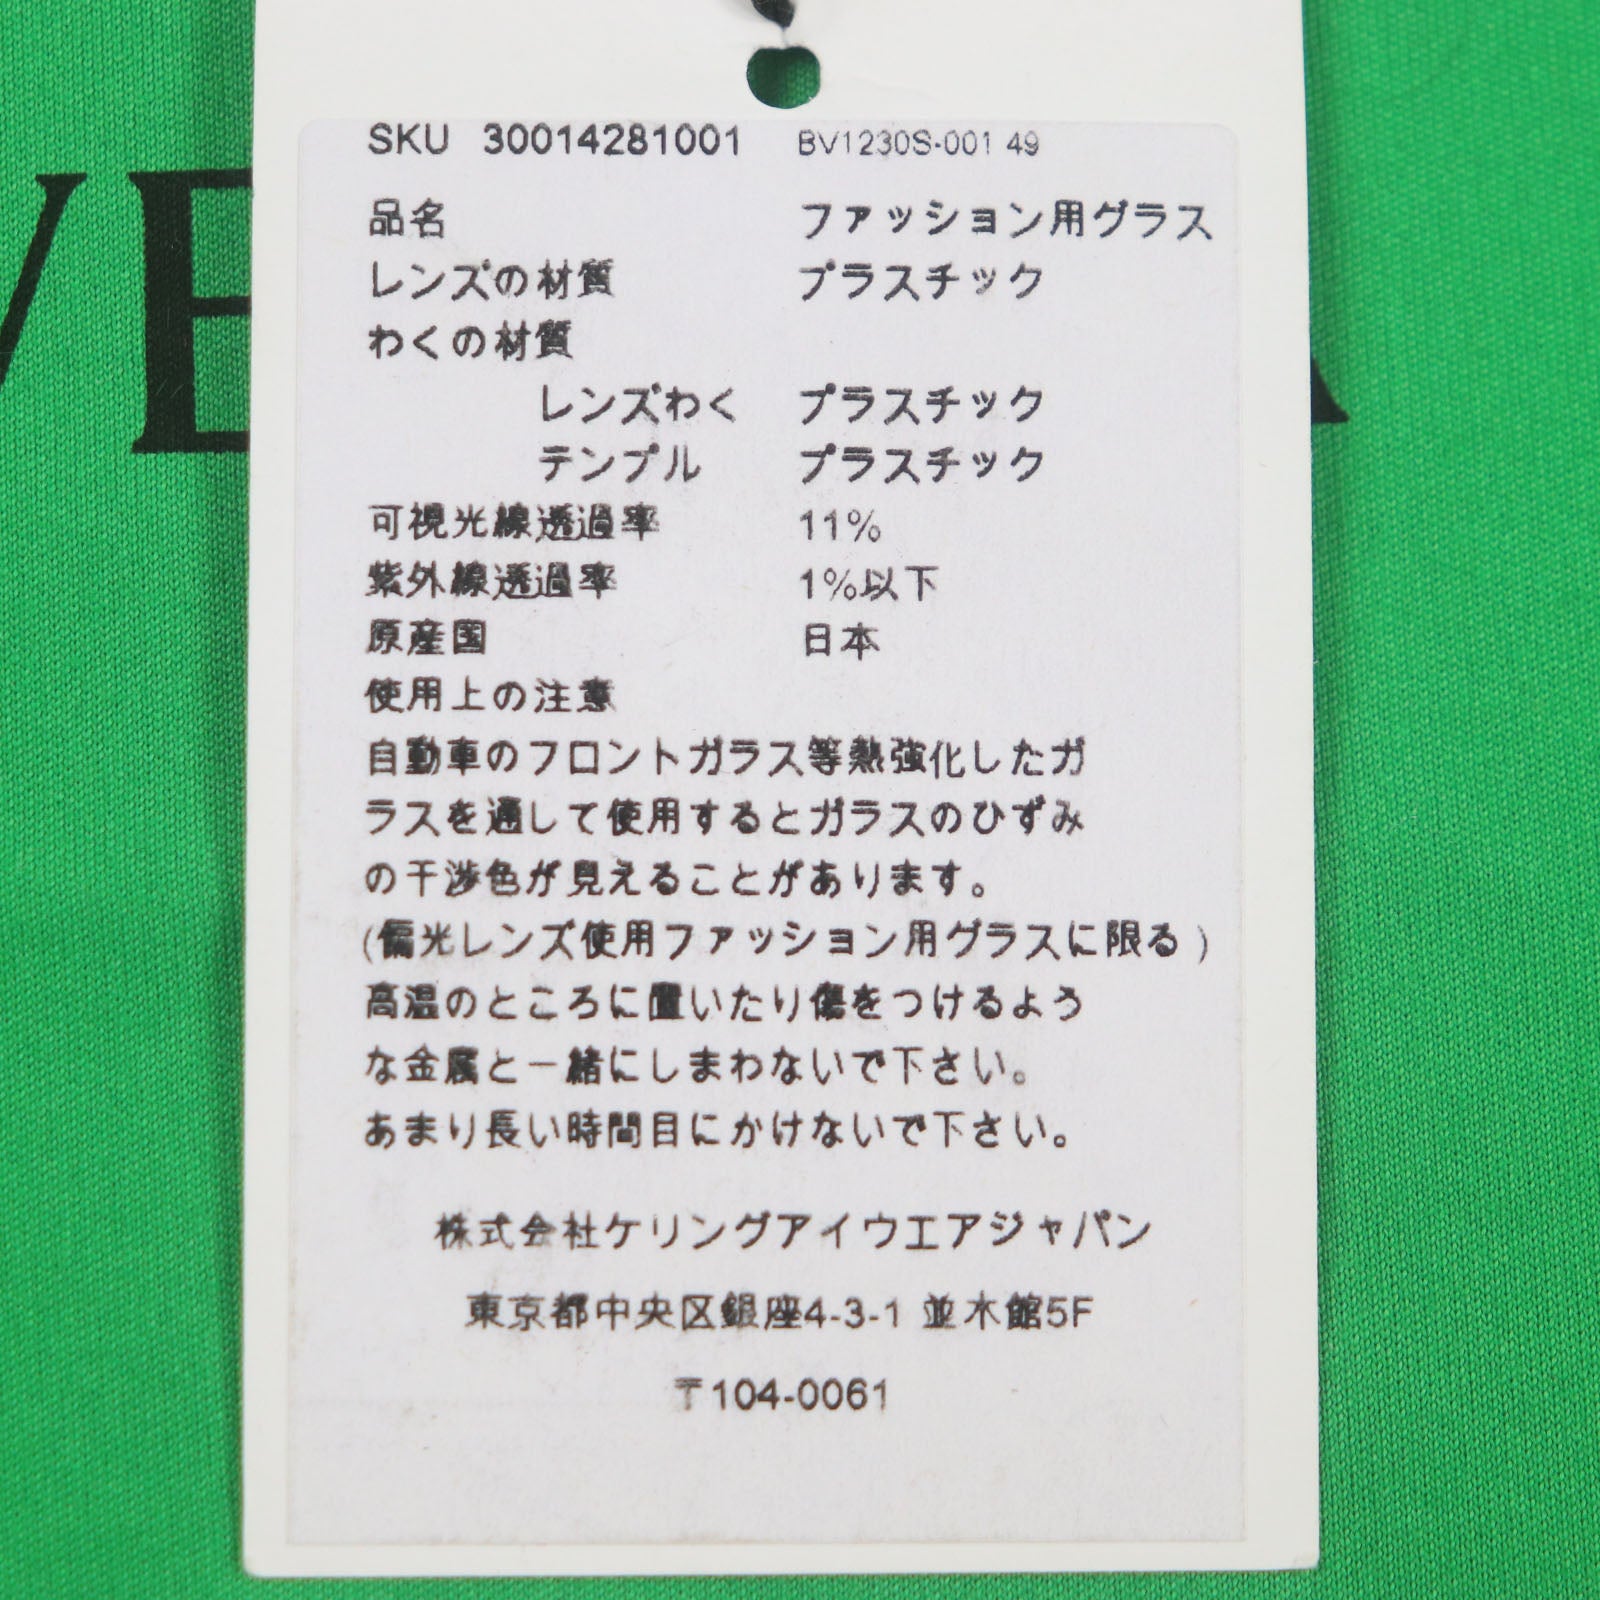 SKU 30014281001 BV1230S-001 49
品名 ファッション用グラス
レンズの材質 プラスチック
わくの材質
レンズわく プラスチック
テンプル プラスチック
可視光線透過率 11%
紫外線透過率 1%以下
原産国 日本
使用上の注意
自動車のフロントガラス等熱強化したガ
ラスを通して使用するとガラスのひずみ
の干渉色が見えることがあります。
(偏光レンズ使用ファッション用グラスに限る )
高温のところに置いたり傷をつけるよう
な金属と一緒にしまわないで下さい。
あまり長い時間目にかけないで下さい。
株式会社ケリングアイウエアジャパン
東京都中央区銀座4-3-1 並木館5F
〒104-0061